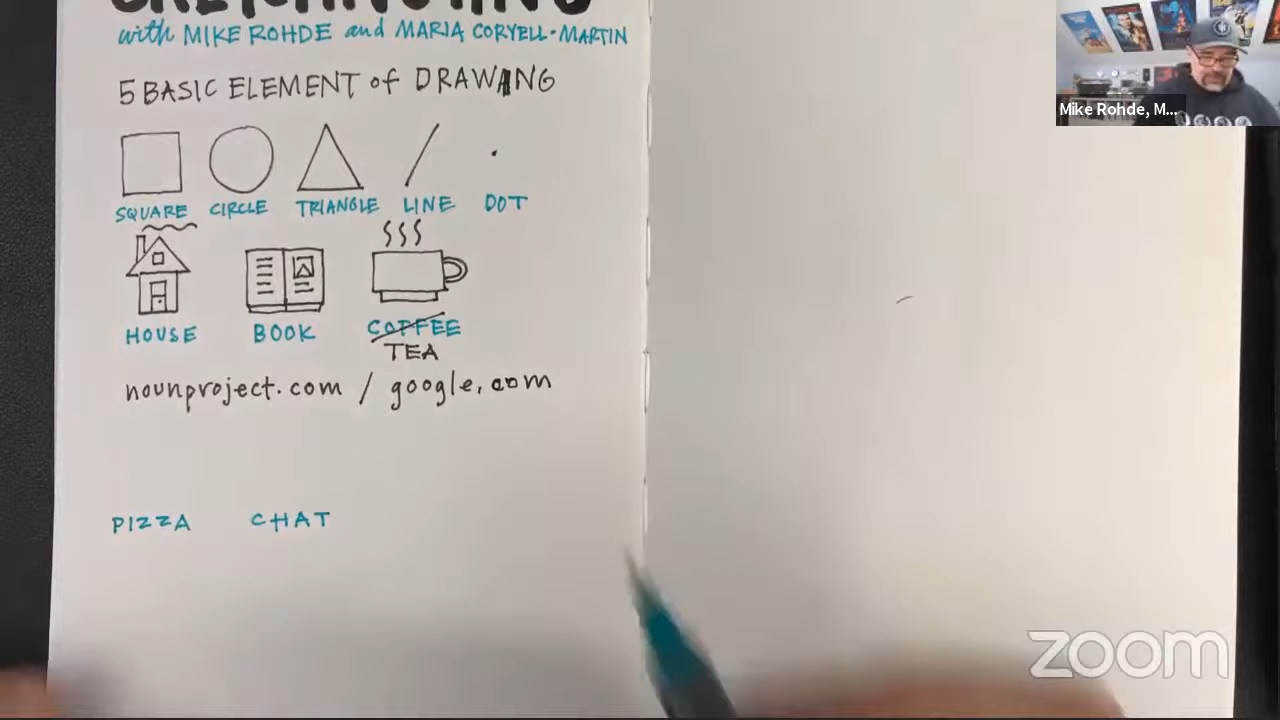 with MIKE ROHDE and MARIA CORYELL-MARTIN
5 BASIC ELEMENT of DRAWING
SQUARE CIRCLE TRIANGLE LINE DOT
HOUSE BOOK COFFEE
TEA
nounproject.com / google.com
PIZZA CHAT
Mike Rohde, M...
zoom